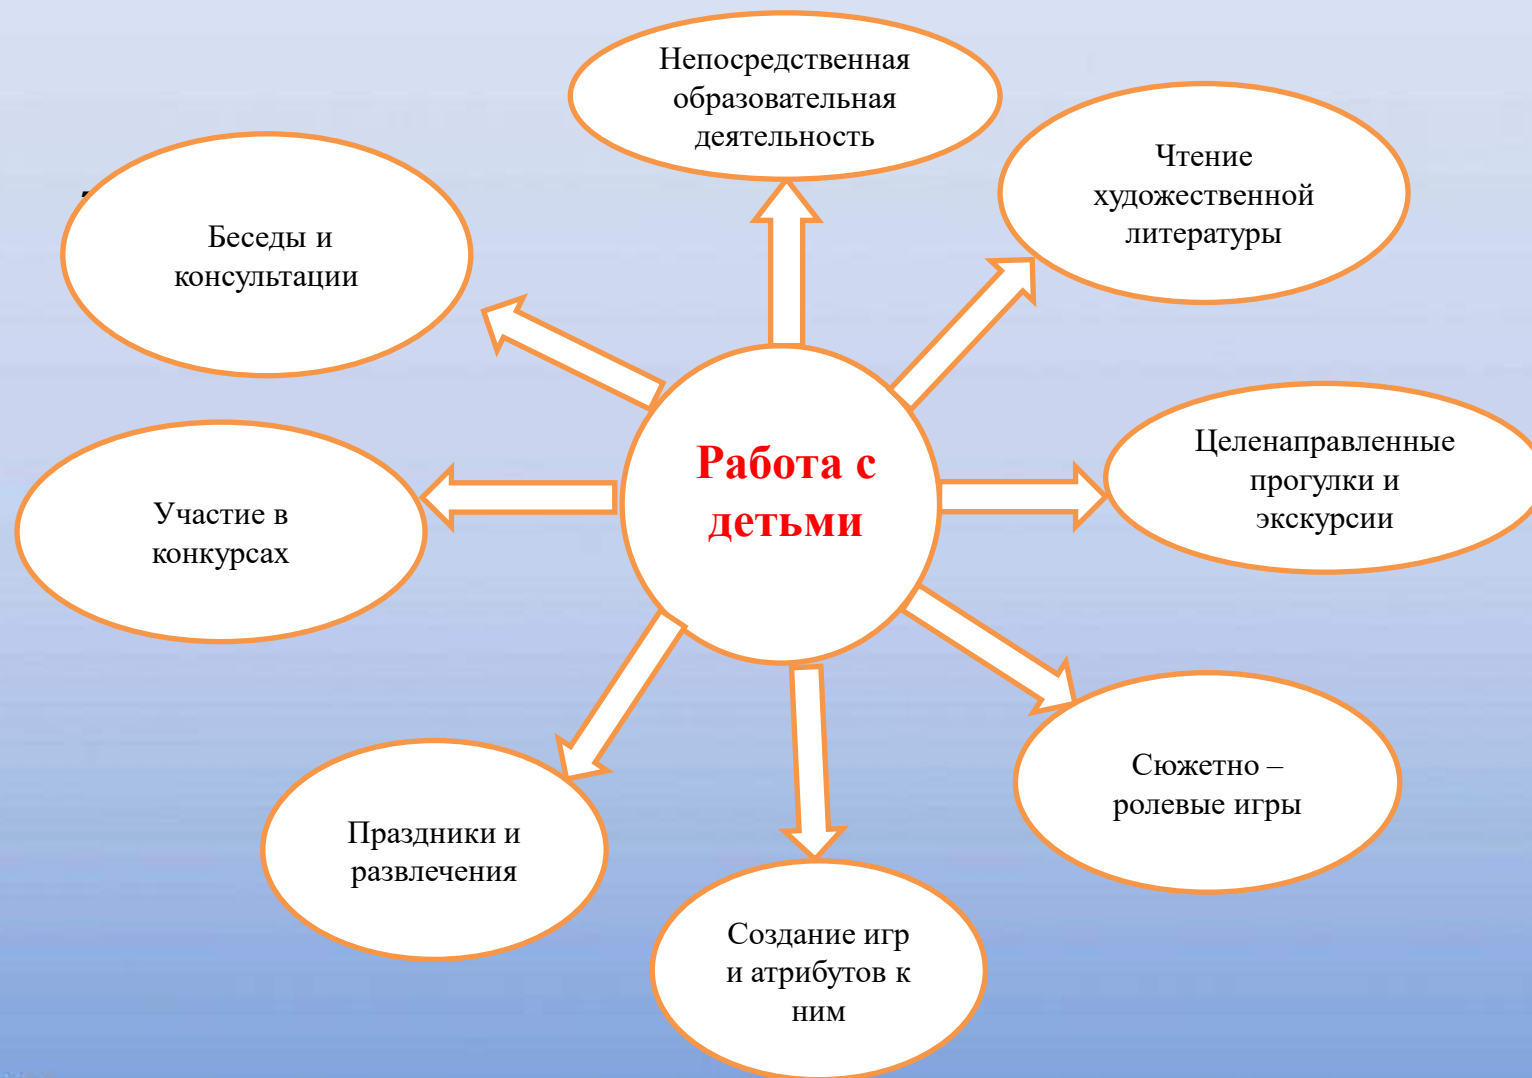 Непосредственная
образовательная
деятельность
Чтение
художественной
литературы
Беседы и
консультации
Целенаправленные
прогулки и
экскурсии
Работа с
детьми
Участие в
конкурсах
Сюжетно –
ролевые игры
Праздники и
развлечения
Создание игр
и атрибутов к
ним